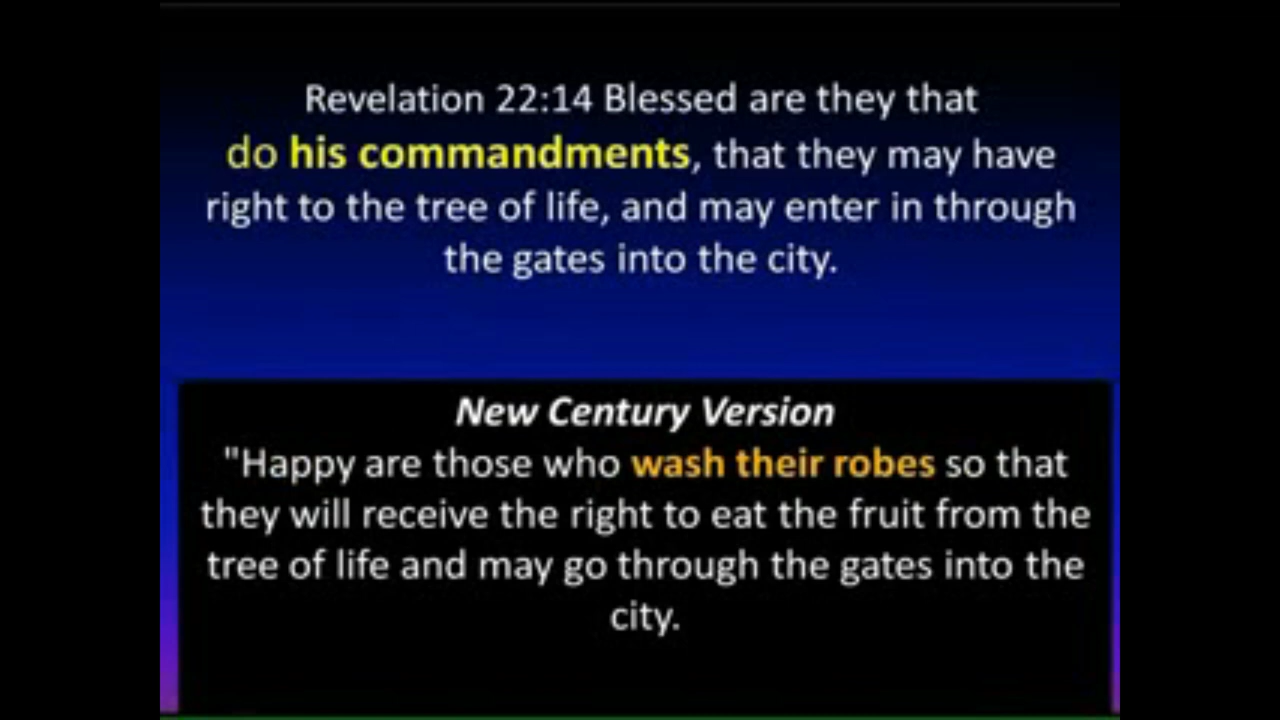 Revelation 22:14 Blessed are they that
do his commandments, that they may have
right to the tree of life, and may enter in through
the gates into the city.
New Century Version
"Happy are those who wash their robes so that
they will receive the right to eat the fruit from the
tree of life and may go through the gates into the
city.